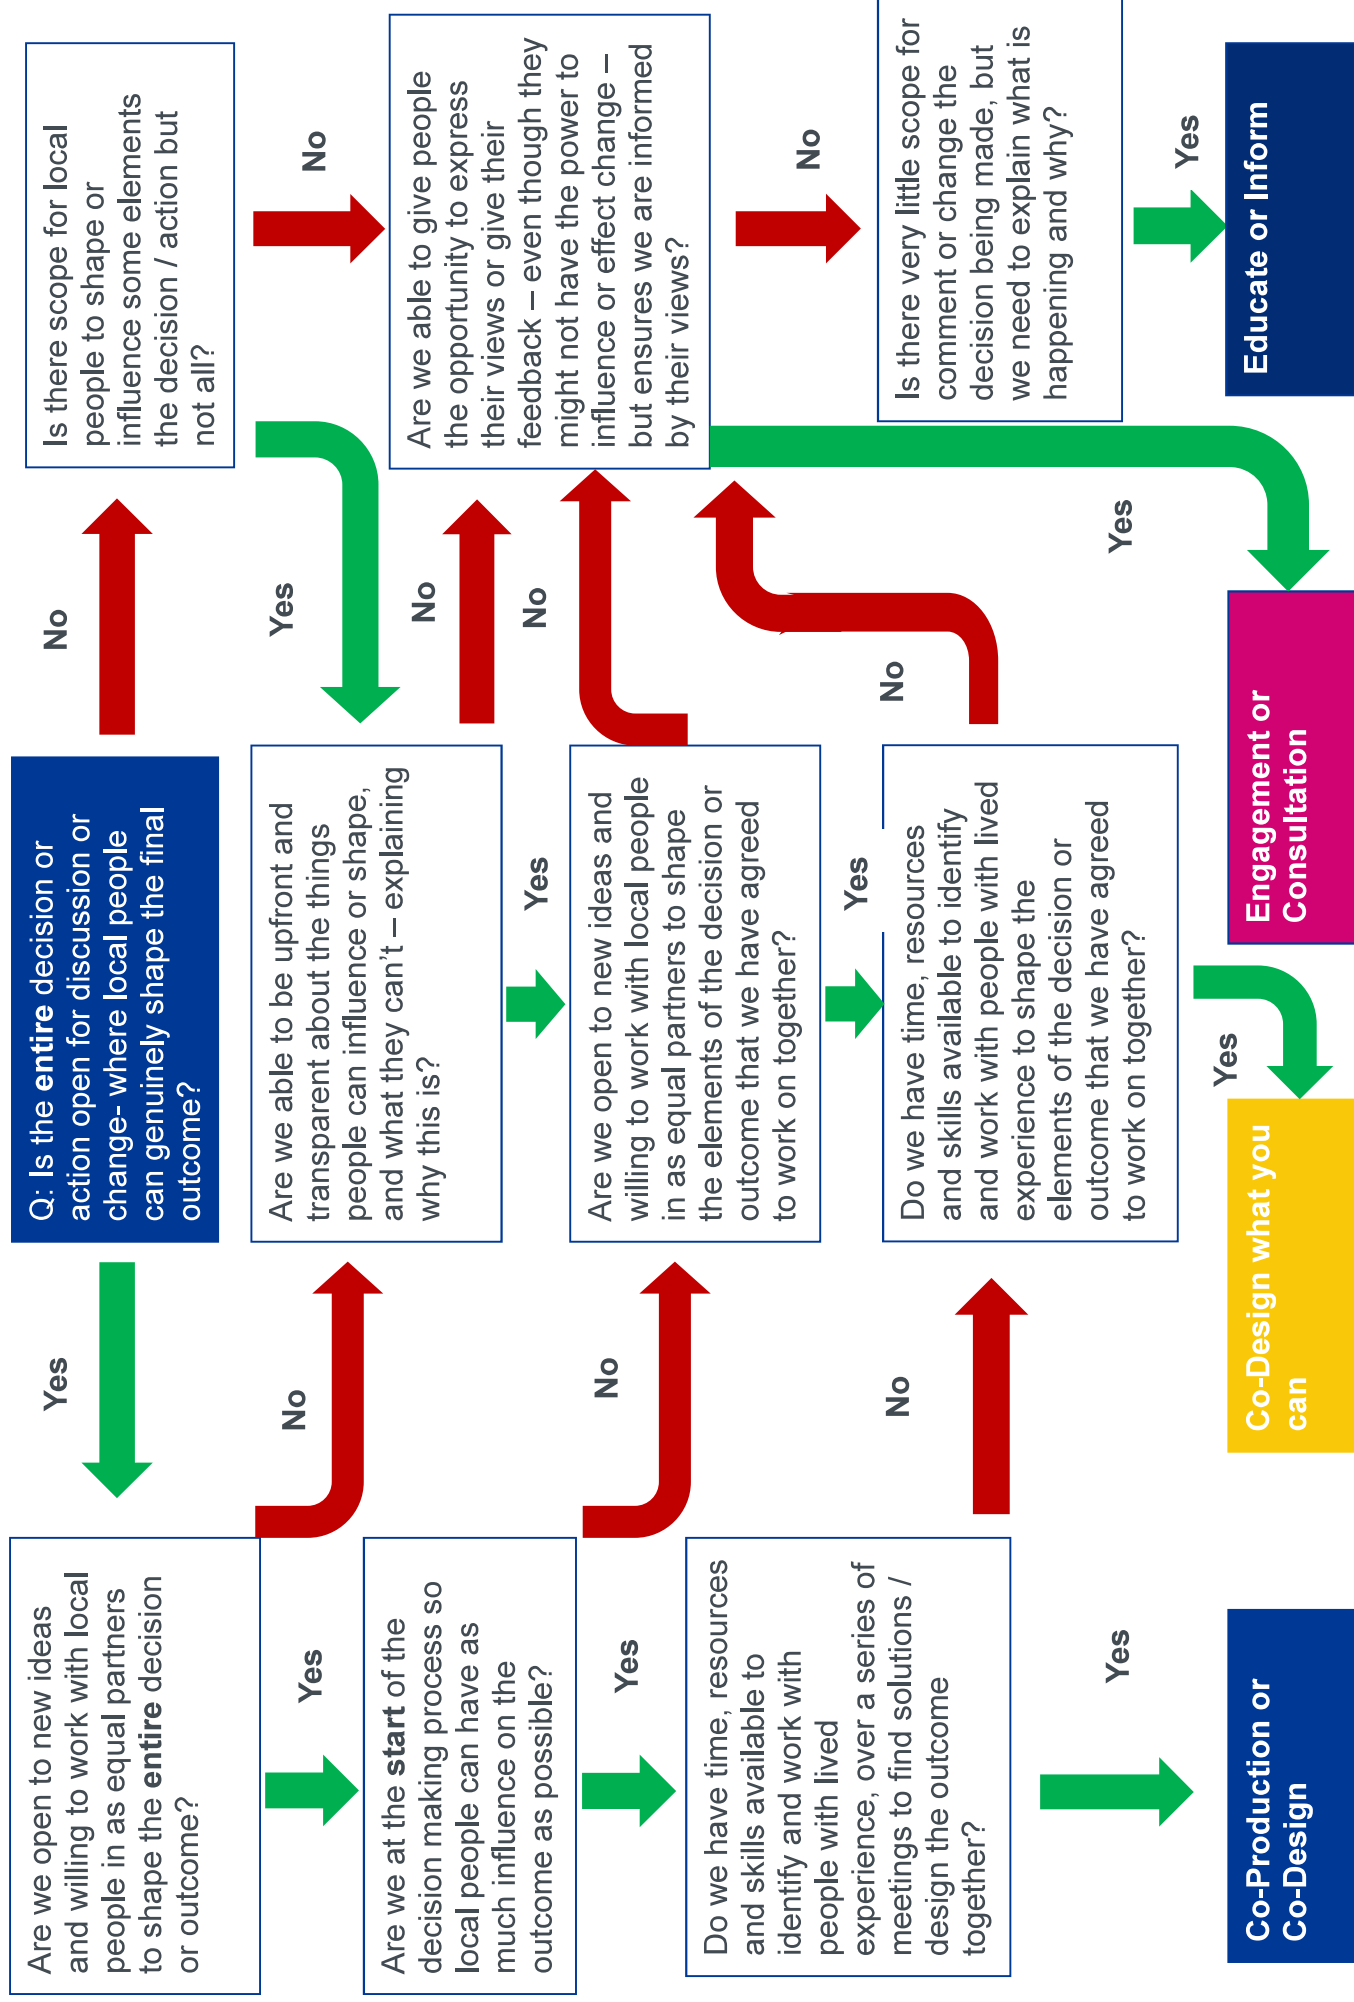 Are we open to new ideas
and willing to work with local
people in as equal partners
to shape the entire decision
or outcome?
Yes
Q: Is the entire decision or
action open for discussion or
change- where local people
can genuinely shape the final
outcome?
No
Is there scope for local
people to shape or
influence some elements
the decision / action but
not all?
Yes
No
Yes
No
Are we at the start of the
decision making process so
local people can have as
much influence on the
outcome as possible?
Are we able to be upfront and
transparent about the things
people can influence or shape,
and what they can’t – explaining
why this is?
No
Are we able to give people
the opportunity to express
their views or give their
feedback – even though they
might not have the power to
influence or effect change –
but ensures we are informed
by their views?
Yes
No
Yes
No
Do we have time, resources
and skills available to
identify and work with
people with lived
experience, over a series of
meetings to find solutions /
design the outcome
together?
Are we open to new ideas and
willing to work with local people
in as equal partners to shape
the elements of the decision or
outcome that we have agreed
to work on together?
No
No
Yes
No
Do we have time, resources
and skills available to identify
and work with people with lived
experience to shape the
elements of the decision or
outcome that we have agreed
to work on together?
Is there very little scope for
comment or change the
decision being made, but
we need to explain what is
happening and why?
Yes
Yes
Yes
Yes
Co-Production or
Co-Design
Co-Design what you
can
Engagement or
Consultation
Educate or Inform